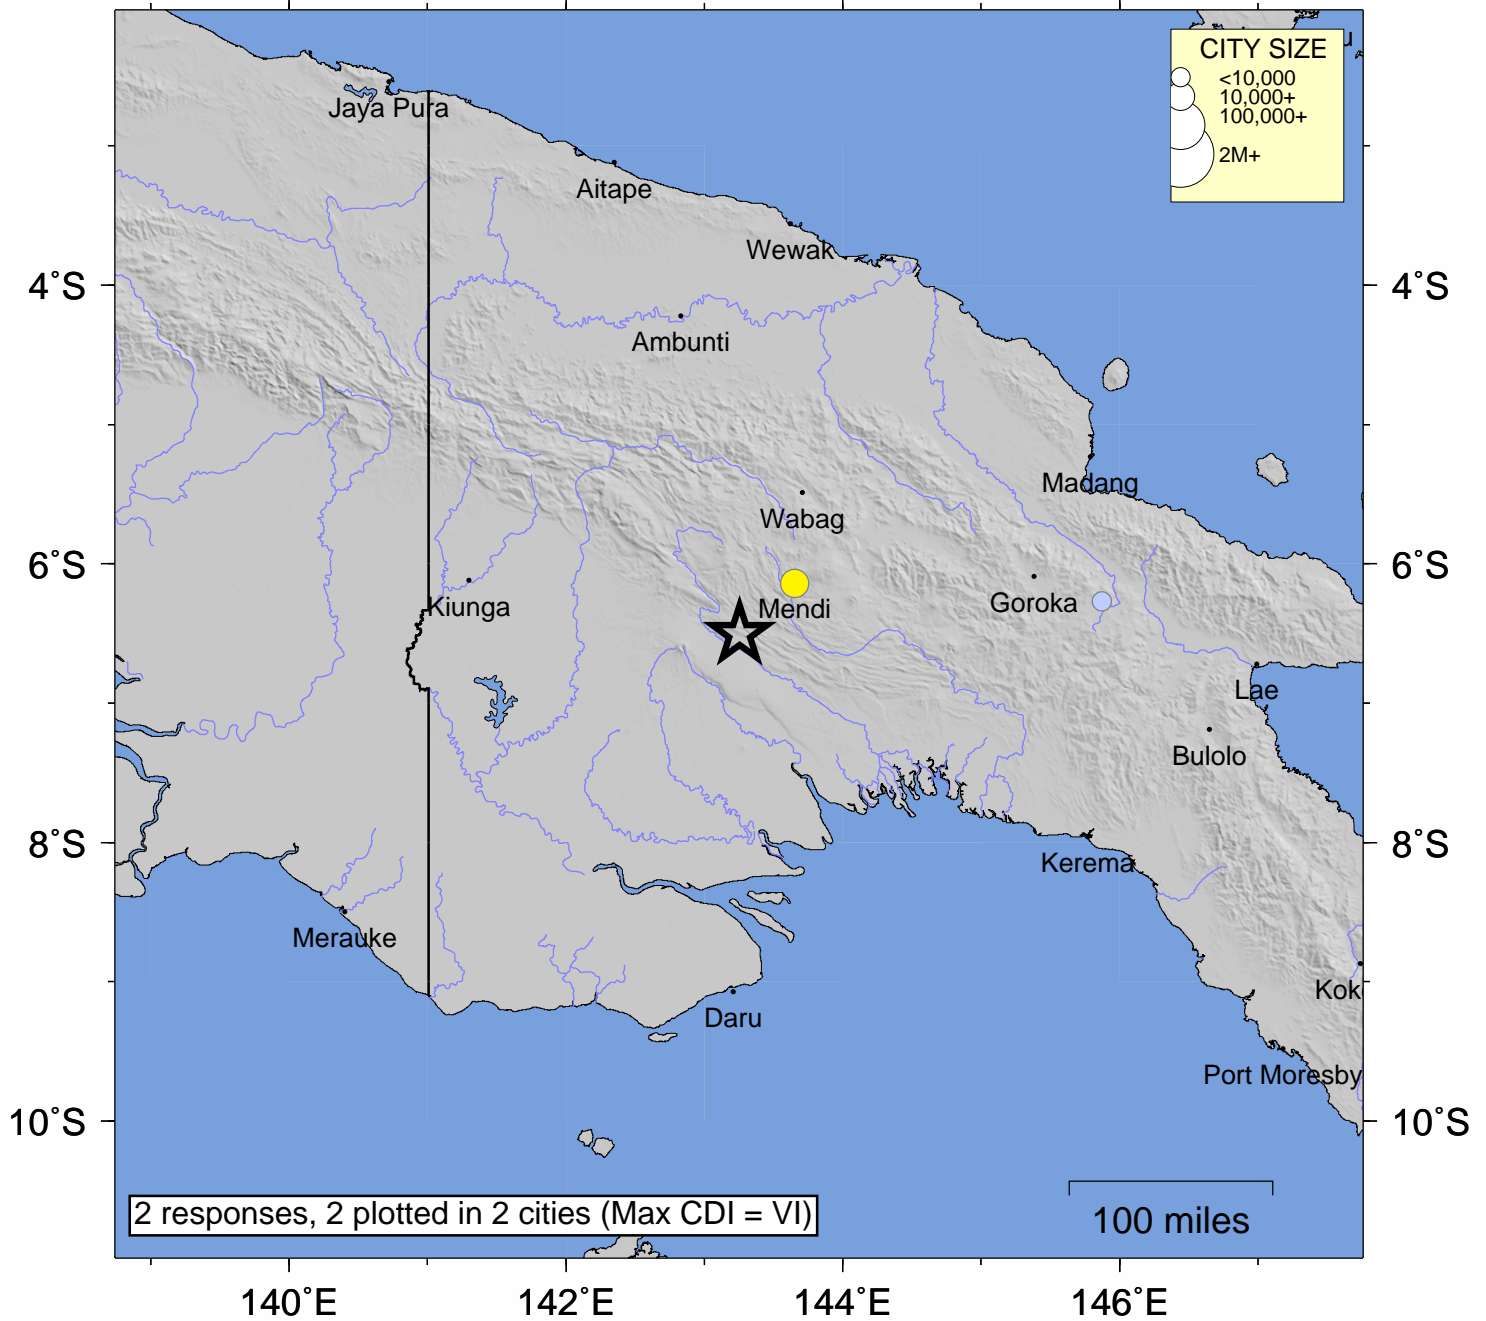 CITY SIZE
<10,000
10,000+
100,000+
2M+
u
Jaya Pura
Aitape
Wewak
4°S
4°S
Ambunti
Madang
Wabag
6°S
6°S
Kiunga
Mendi
Goroka
Lae
Bulolo
8°S
8°S
Kerema
Merauke
Kok
Daru
Port Moresby
10°S
10°S
2 responses, 2 plotted in 2 cities (Max CDI = VI)
100 miles
140°E
142°E
144°E
146°E